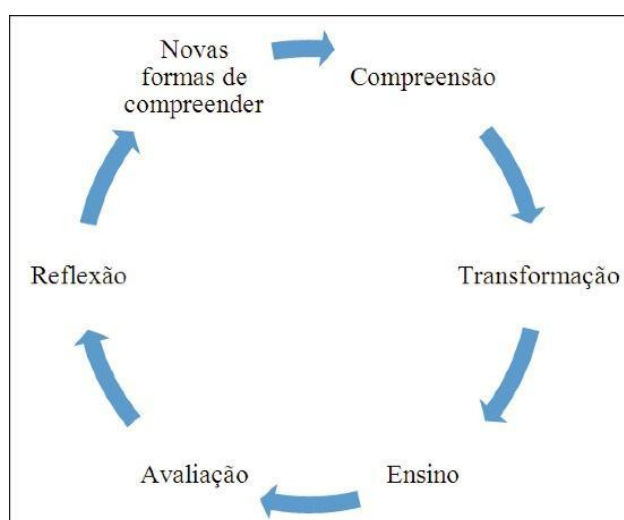 Novas
formas de
compreender
Compreensão
Transformação
Ensino
Avaliação
Reflexão